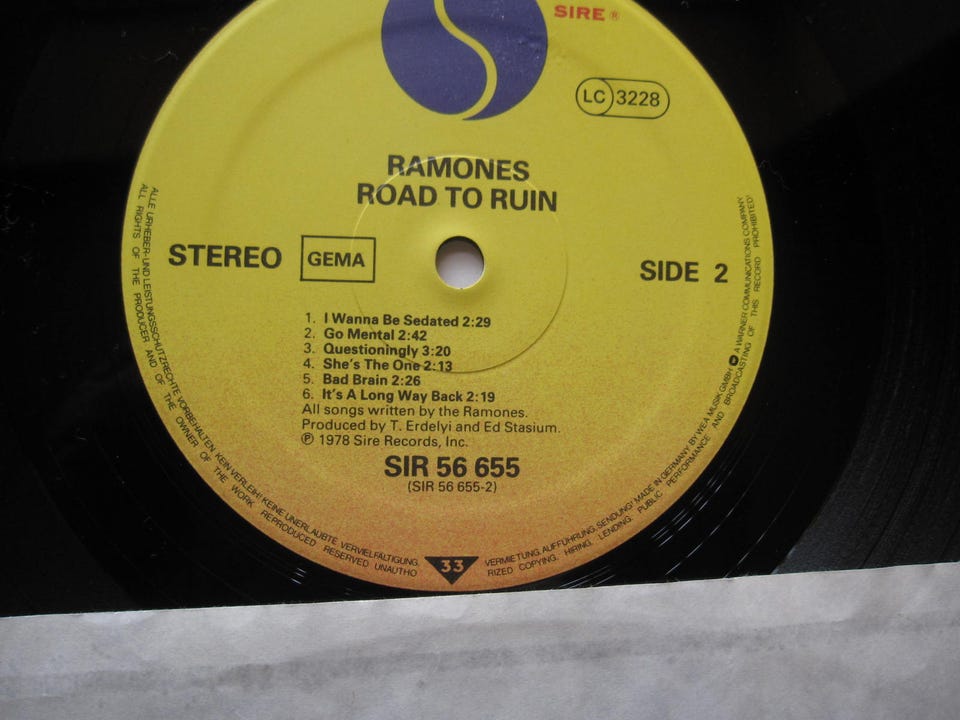 SIRE ®
LC 3228
RAMONES
ROAD TO RUIN
STEREO GEMA
SIDE 2
1. I Wanna Be Sedated 2:29
2. Go Mental 2:42
3. Questioningly 3:20
4. She's The One 2:13
5. Bad Brain 2:26
6. It's A Long Way Back 2:19
All songs written by the Ramones.
Produced by T. Erdelyi and Ed Stasium.
℗ 1978 Sire Records, Inc.
SIR 56 655
(SIR 56 655-2)
33
ALLE URHEBER- UND LEISTUNGSSCHUTZRECHTE VORBEHALTEN. KEIN VERLEIH! KEINE UNERLAUBTE VERVIELFÄLTIGUNG,
VERMIETUNG, AUFFÜHRUNG, SENDUNG! MADE IN GERMANY BY WEA MUSIK GMBH A WARNER COMMUNICATIONS COMPANY
ALL RIGHTS OF THE PRODUCER AND OF THE OWNER OF THE WORK REPRODUCED RESERVED UNAUTHO
RIZED COPYING, HIRING, LENDING, PUBLIC PERFORMANCE AND BROADCASTING OF THIS RECORD PROHIBITED!